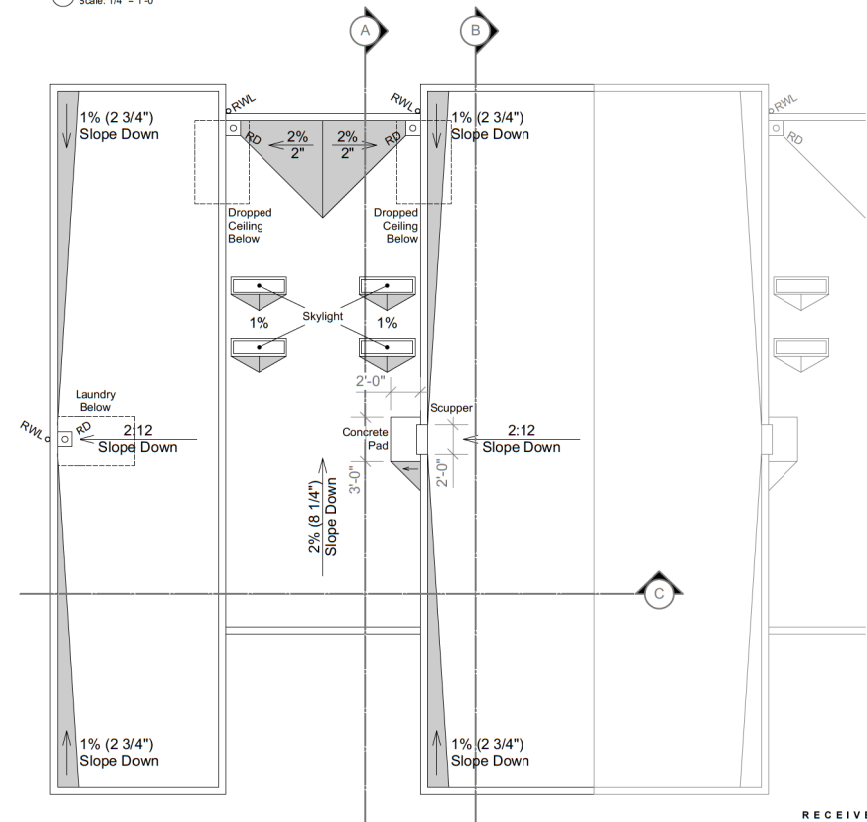 Scale: 1/4" = 1'-0"
A
B
RWL
RWL
RWL
1% (2 3/4")
Slope Down
RD
2%
2"
2%
2"
RD
1% (2 3/4")
Slope Down
RD
Dropped
Ceiling
Below
Dropped
Ceiling
Below
Skylight
1%
1%
2'-0"
Laundry
Below
Scupper
RWL
RD
2:12
Slope Down
Concrete
Pad
2:12
Slope Down
3'-0"
2'-0"
2% (8 1/4")
Slope Down
C
1% (2 3/4")
Slope Down
1% (2 3/4")
Slope Down
RECEIVE